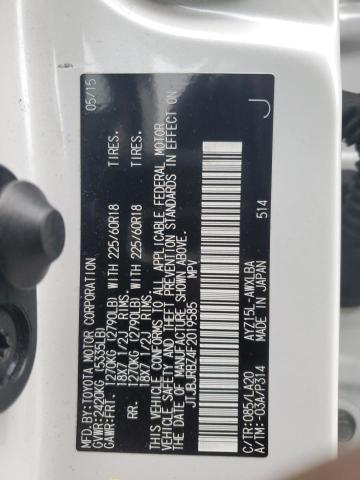 MFD.BY:TOYOTA MOTOR CORPORATION 05/15
GVWR:2420KG (5335LB)
GAWR:FRT. 1270KG (2790LB) WITH 225/60R18 TIRES.
18X7 1/2J RIMS.
RR. 1270KG (2790LB) WITH 225/60R18 TIRES.
18X7 1/2J RIMS.
THIS VEHICLE CONFORMS TO ALL APPLICABLE FEDERAL MOTOR
VEHICLE SAFETY AND THEFT PREVENTION STANDARDS IN EFFECT ON
THE DATE OF MANUFACTURE SHOWN ABOVE.
JTJBJRBZ4F2019585 MPV
J
C/TR:085/LA20 AYZ15L-AWXLBA
A/TM:-03A/P314 MADE IN JAPAN 514